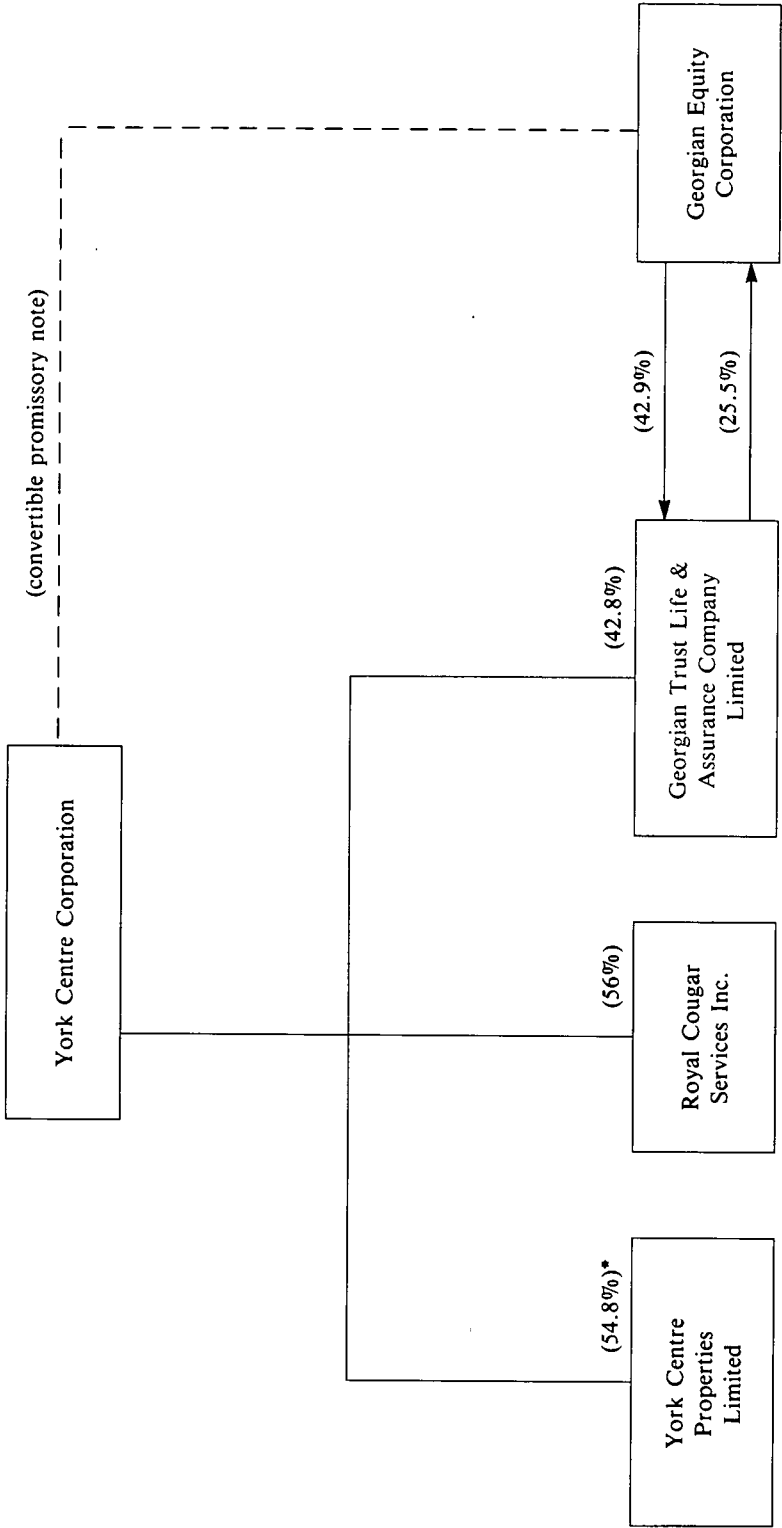 York Centre Corporation
(convertible promissory note)
(54.8%)*
York Centre
Properties
Limited
(56%)
Royal Cougar
Services Inc.
(42.8%)
Georgian Trust Life &
Assurance Company
Limited
(42.9%)
(25.5%)
Georgian Equity
Corporation